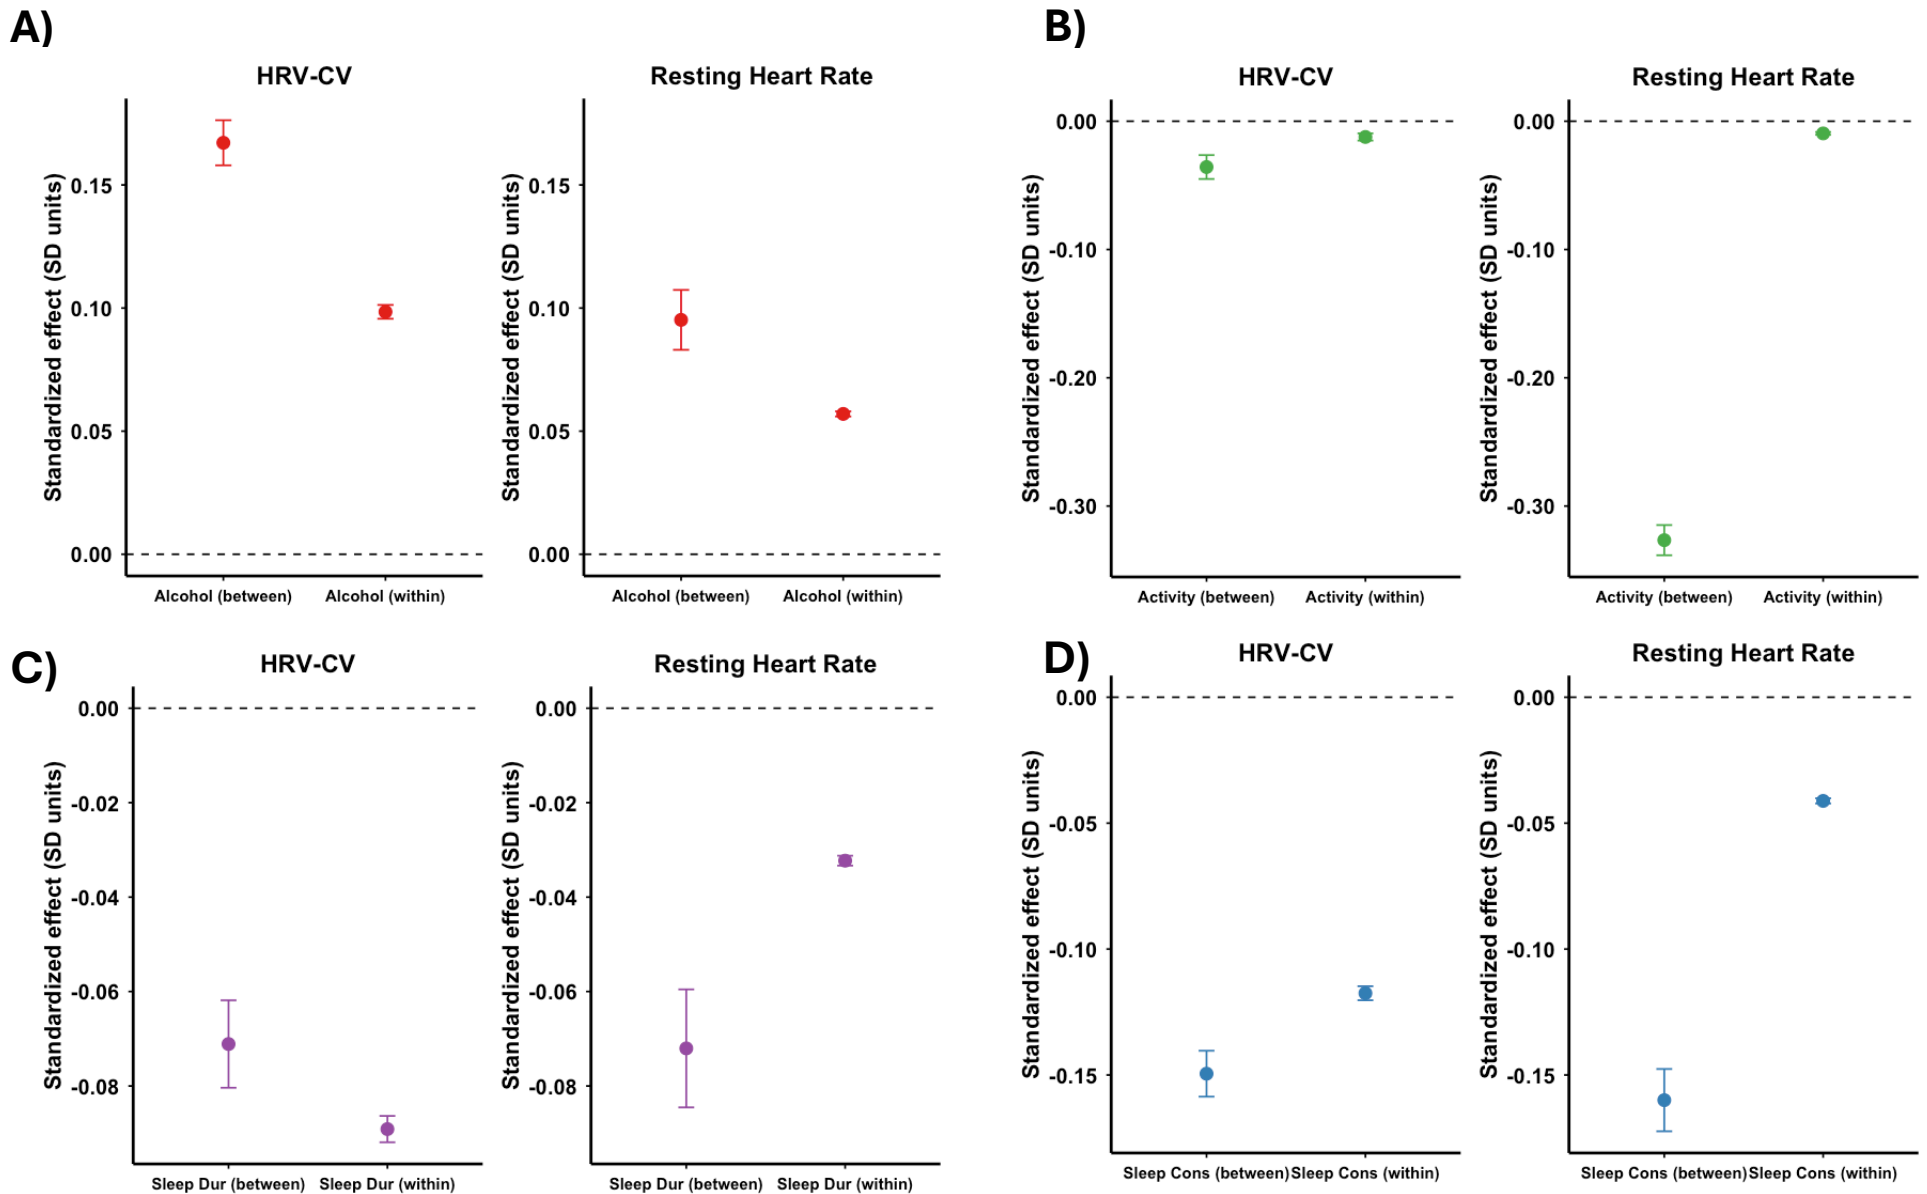 A)
HRV-CV
Standardized effect (SD units)
0.15
0.10
0.05
0.00
Alcohol (between)
Alcohol (within)
Resting Heart Rate
Standardized effect (SD units)
0.15
0.10
0.05
0.00
Alcohol (between)
Alcohol (within)
B)
HRV-CV
Standardized effect (SD units)
0.00
-0.10
-0.20
-0.30
Activity (between)
Activity (within)
Resting Heart Rate
Standardized effect (SD units)
0.00
-0.10
-0.20
-0.30
Activity (between)
Activity (within)
C)
HRV-CV
Standardized effect (SD units)
0.00
-0.02
-0.04
-0.06
-0.08
Sleep Dur (between)
Sleep Dur (within)
Resting Heart Rate
Standardized effect (SD units)
0.00
-0.02
-0.04
-0.06
-0.08
Sleep Dur (between)
Sleep Dur (within)
D)
HRV-CV
Standardized effect (SD units)
0.00
-0.05
-0.10
-0.15
Sleep Cons (between)
Sleep Cons (within)
Resting Heart Rate
Standardized effect (SD units)
0.00
-0.05
-0.10
-0.15
Sleep Cons (between)
Sleep Cons (within)